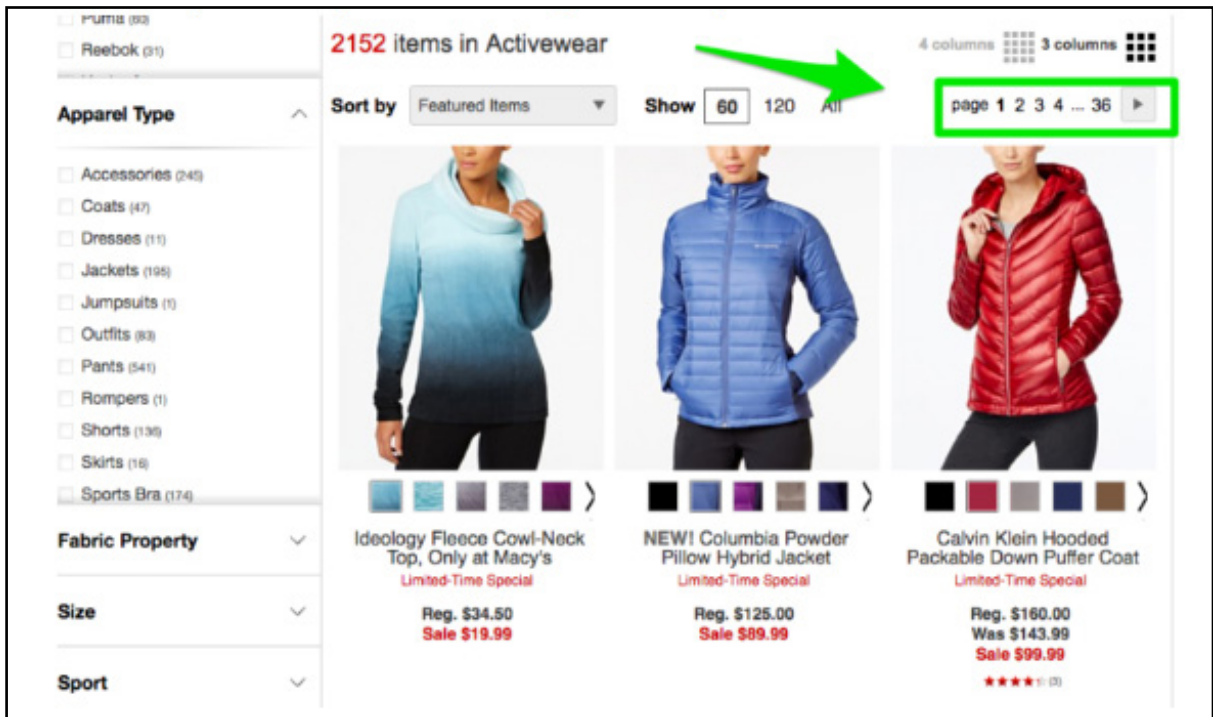 Puma (60)
Reebok (31)
Apparel Type
Accessories (245)
Coats (47)
Dresses (11)
Jackets (195)
Jumpsuits (1)
Outfits (83)
Pants (541)
Rompers (1)
Shorts (136)
Skirts (16)
Sports Bra (174)
Fabric Property
Size
Sport
2152 items in Activewear
4 columns 3 columns
Sort by Featured Items Show 60 120 All
page 1 2 3 4 ... 36
Ideology Fleece Cowl-Neck
Top, Only at Macy's
Limited-Time Special
Reg. $34.50
Sale $19.99
NEW! Columbia Powder
Pillow Hybrid Jacket
Limited-Time Special
Reg. $125.00
Sale $89.99
Calvin Klein Hooded
Packable Down Puffer Coat
Limited-Time Special
Reg. $160.00
Was $143.99
Sale $99.99
(3)